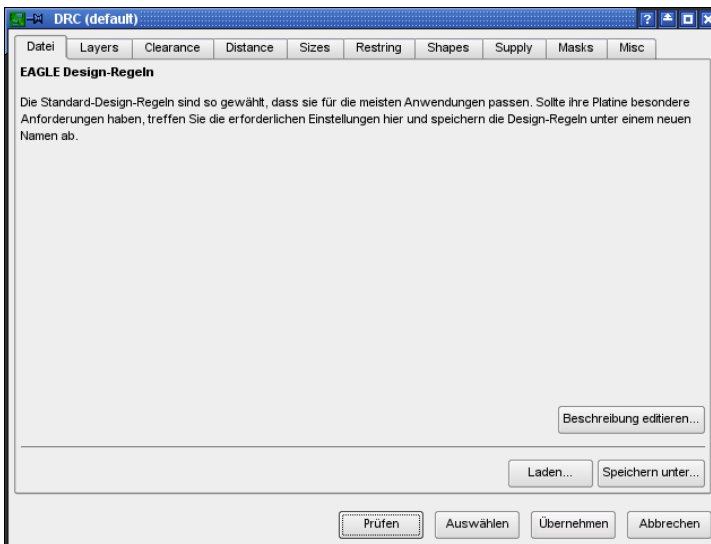 DRC (default)
Datei Layers Clearance Distance Sizes Restring Shapes Supply Masks Misc
EAGLE Design-Regeln
Die Standard-Design-Regeln sind so gewählt, dass sie für die meisten Anwendungen passen. Sollte ihre Platine besondere
Anforderungen haben, treffen Sie die erforderlichen Einstellungen hier und speichern die Design-Regeln unter einem neuen
Namen ab.
Beschreibung editieren...
Laden... Speichern unter...
Prüfen Auswählen Übernehmen Abbrechen